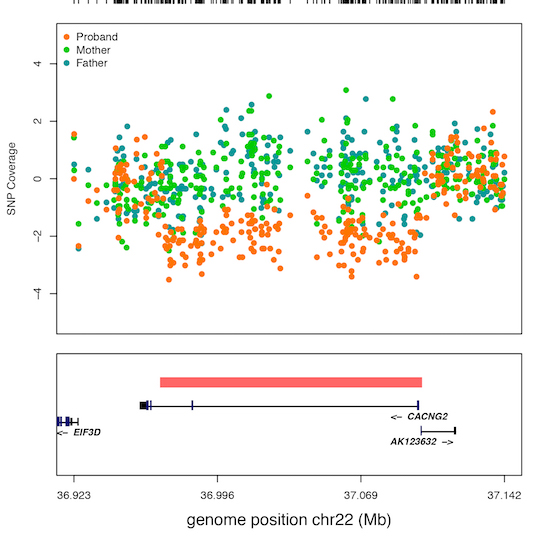 Proband
Mother
Father
4
2
0
−2
−4
SNP Coverage
<− CACNG2
<− EIF3D
AK123632 −>
36.923 36.996 37.069 37.142
genome position chr22 (Mb)